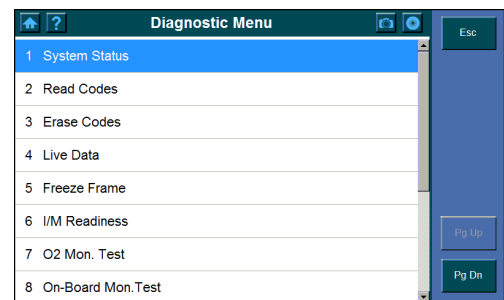 ? Diagnostic Menu
Esc
1 System Status
2 Read Codes
3 Erase Codes
4 Live Data
5 Freeze Frame
6 I/M Readiness
7 O2 Mon. Test
8 On-Board Mon.Test
Pg Up
Pg Dn